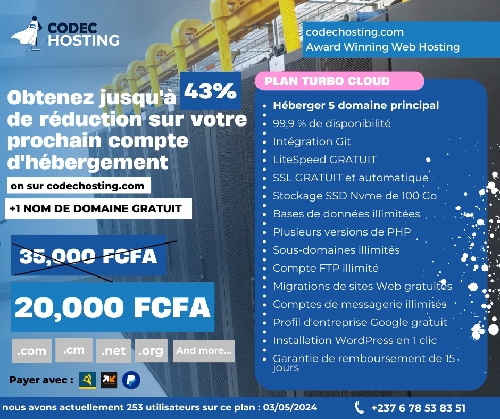 CODEC
HOSTING
codechosting.com
Award Winning Web Hosting
Obtenez jusqu'à 43%
de réduction sur votre
prochain compte
d'hébergement
on sur codechosting.com
+1 NOM DE DOMAINE GRATUIT
35,000 FCFA
20,000 FCFA
.com .cm .net .org And more...
Payer avec :
PLAN TURBO CLOUD
Héberger 5 domaine principal
99,9 % de disponibilité
Intégration Git
LiteSpeed GRATUIT
SSL GRATUIT et automatique
Stockage SSD Nvme de 100 Go
Bases de données illimitées
Plusieurs versions de PHP
Sous-domaines illimités
Compte FTP illimité
Migrations de sites Web gratuites
Comptes de messagerie illimités
Profil d'entreprise Google gratuit
Installation WordPress en 1 clic
Garantie de remboursement de 15
jours
nous avons actuellement 253 utilisateurs sur ce plan : 03/05/2024
+237 6 78 53 83 51